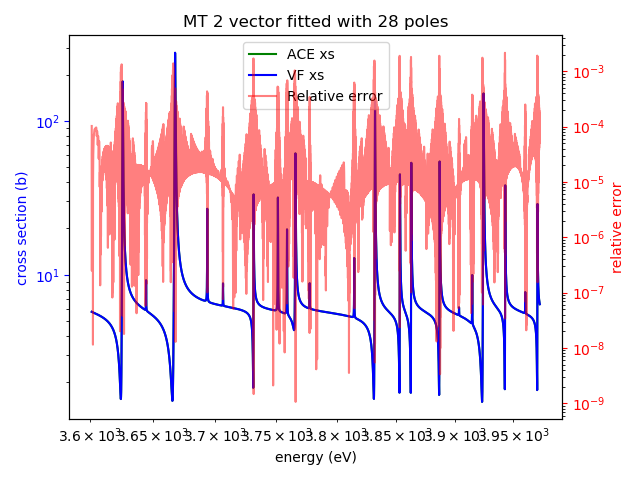 MT 2 vector fitted with 28 poles
ACE xs
VF xs
Relative error
cross section (b)
10²
10¹
10⁻³
10⁻⁴
10⁻⁵
10⁻⁶
10⁻⁷
10⁻⁸
10⁻⁹
relative error
3.6 × 10³ 3.65 × 10³ 3.7 × 10³ 3.75 × 10³ 3.8 × 10³ 3.85 × 10³ 3.9 × 10³ 3.95 × 10³
energy (eV)